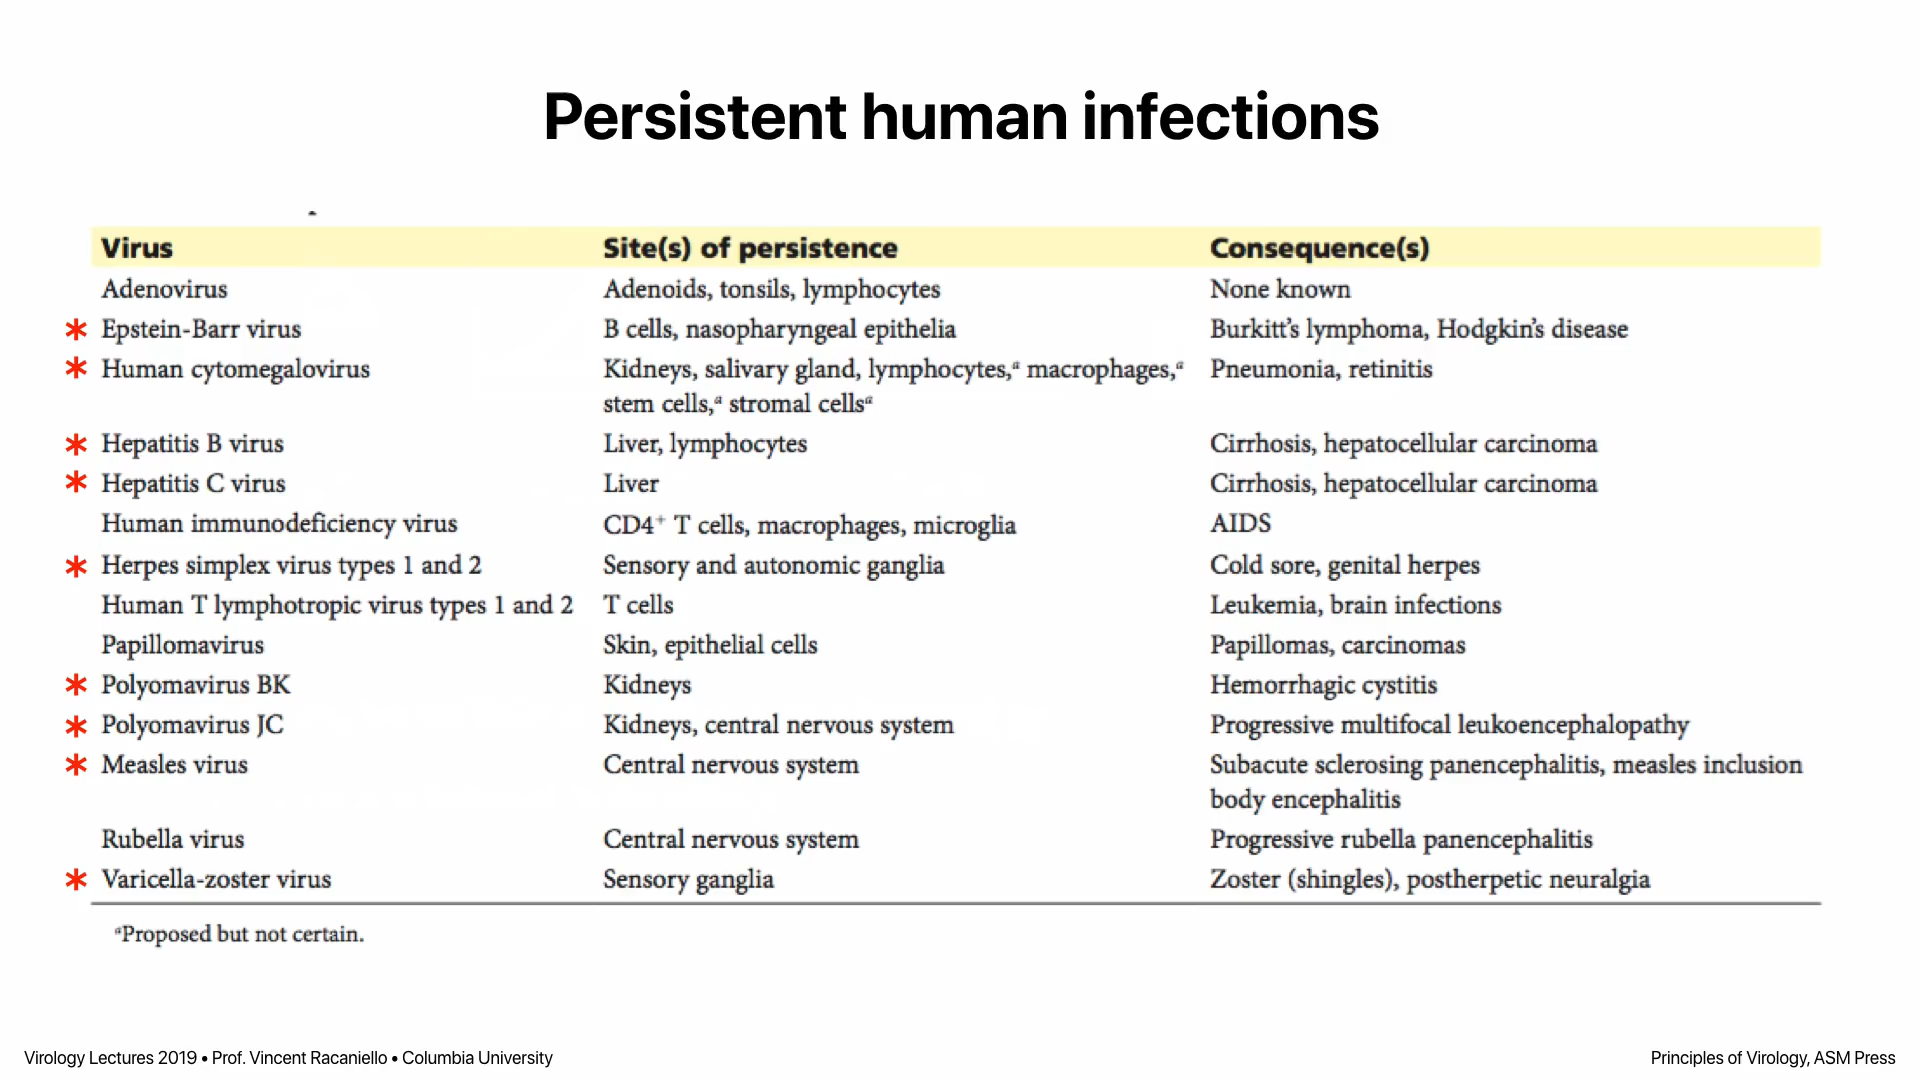 Persistent human infections
Virus Site(s) of persistence Consequence(s)
Adenovirus Adenoids, tonsils, lymphocytes None known
* Epstein-Barr virus B cells, nasopharyngeal epithelia Burkitt's lymphoma, Hodgkin's disease
* Human cytomegalovirus Kidneys, salivary gland, lymphocytes,ᵃ macrophages,ᵃ Pneumonia, retinitis
stem cells,ᵃ stromal cellsᵃ
* Hepatitis B virus Liver, lymphocytes Cirrhosis, hepatocellular carcinoma
* Hepatitis C virus Liver Cirrhosis, hepatocellular carcinoma
Human immunodeficiency virus CD4⁺ T cells, macrophages, microglia AIDS
* Herpes simplex virus types 1 and 2 Sensory and autonomic ganglia Cold sore, genital herpes
Human T lymphotropic virus types 1 and 2 T cells Leukemia, brain infections
Papillomavirus Skin, epithelial cells Papillomas, carcinomas
* Polyomavirus BK Kidneys Hemorrhagic cystitis
* Polyomavirus JC Kidneys, central nervous system Progressive multifocal leukoencephalopathy
* Measles virus Central nervous system Subacute sclerosing panencephalitis, measles inclusion
body encephalitis
Rubella virus Central nervous system Progressive rubella panencephalitis
* Varicella-zoster virus Sensory ganglia Zoster (shingles), postherpetic neuralgia
ᵃProposed but not certain.
Virology Lectures 2019 • Prof. Vincent Racaniello • Columbia University Principles of Virology, ASM Press